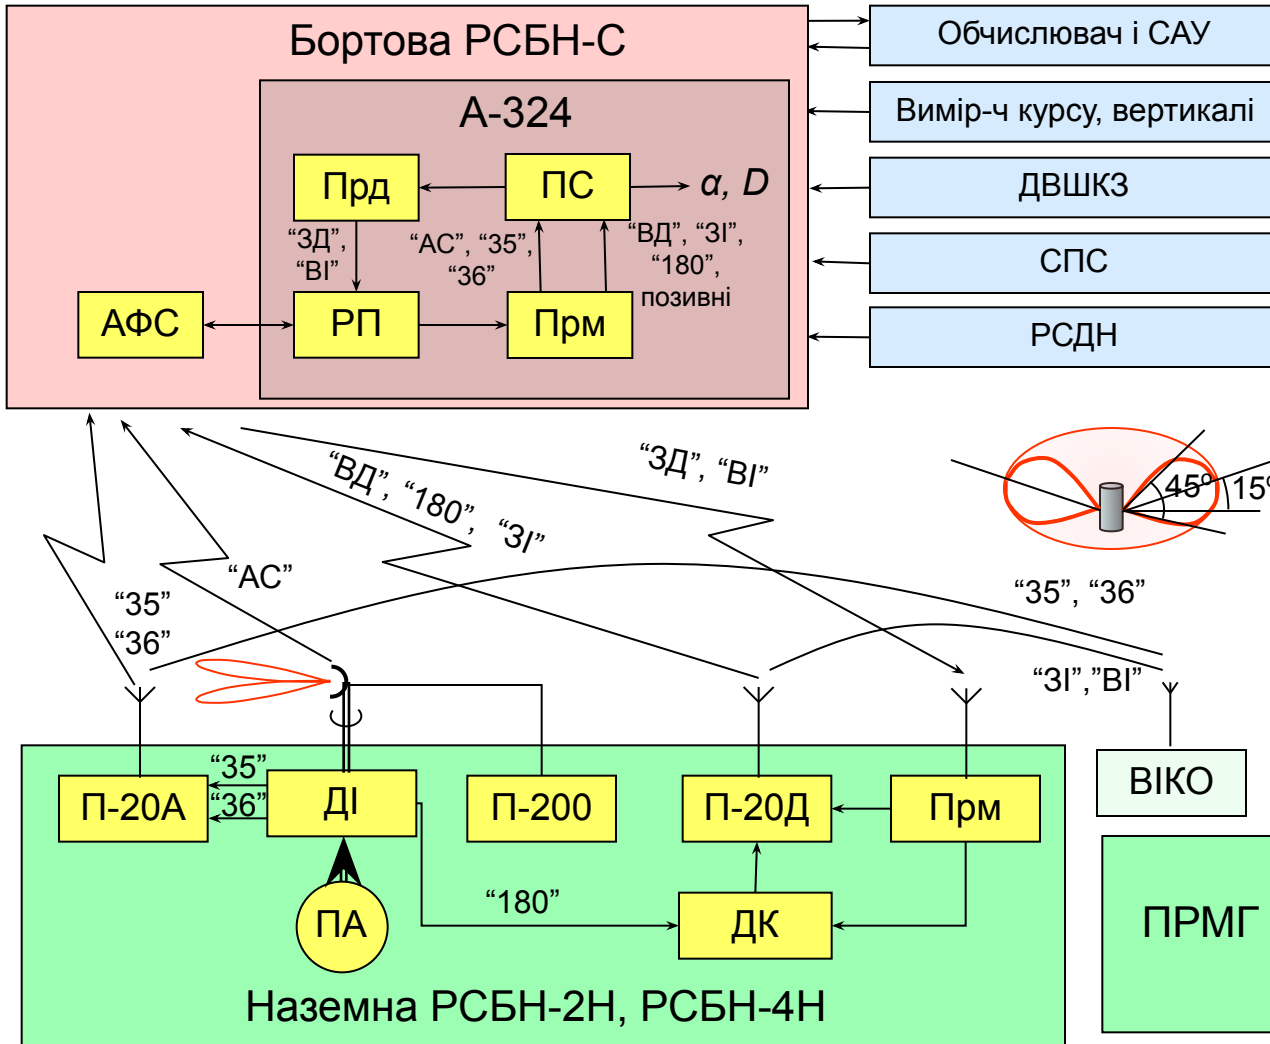 Бортова РСБН-С
Обчислювач і САУ
А-324
Вимір-ч курсу, вертикалі
Прд
ПС
α, D
ДВШКЗ
“ЗД”,
“ВІ”
“АС”, “35”,
“36”
“ВД”, “ЗІ”,
“180”,
позивні
СПС
АФС
РП
Прм
РСДН
“ВД”, “180”, “ЗІ”
“ЗД”, “ВІ”
45º
15º
“АС”
“35”
“36”
“35”, “36”
“ЗІ”,”ВІ”
“35”
“36”
П-20А
ДІ
П-200
П-20Д
Прм
ВІКО
ПА
“180”
ДК
ПРМГ
Наземна РСБН-2Н, РСБН-4Н